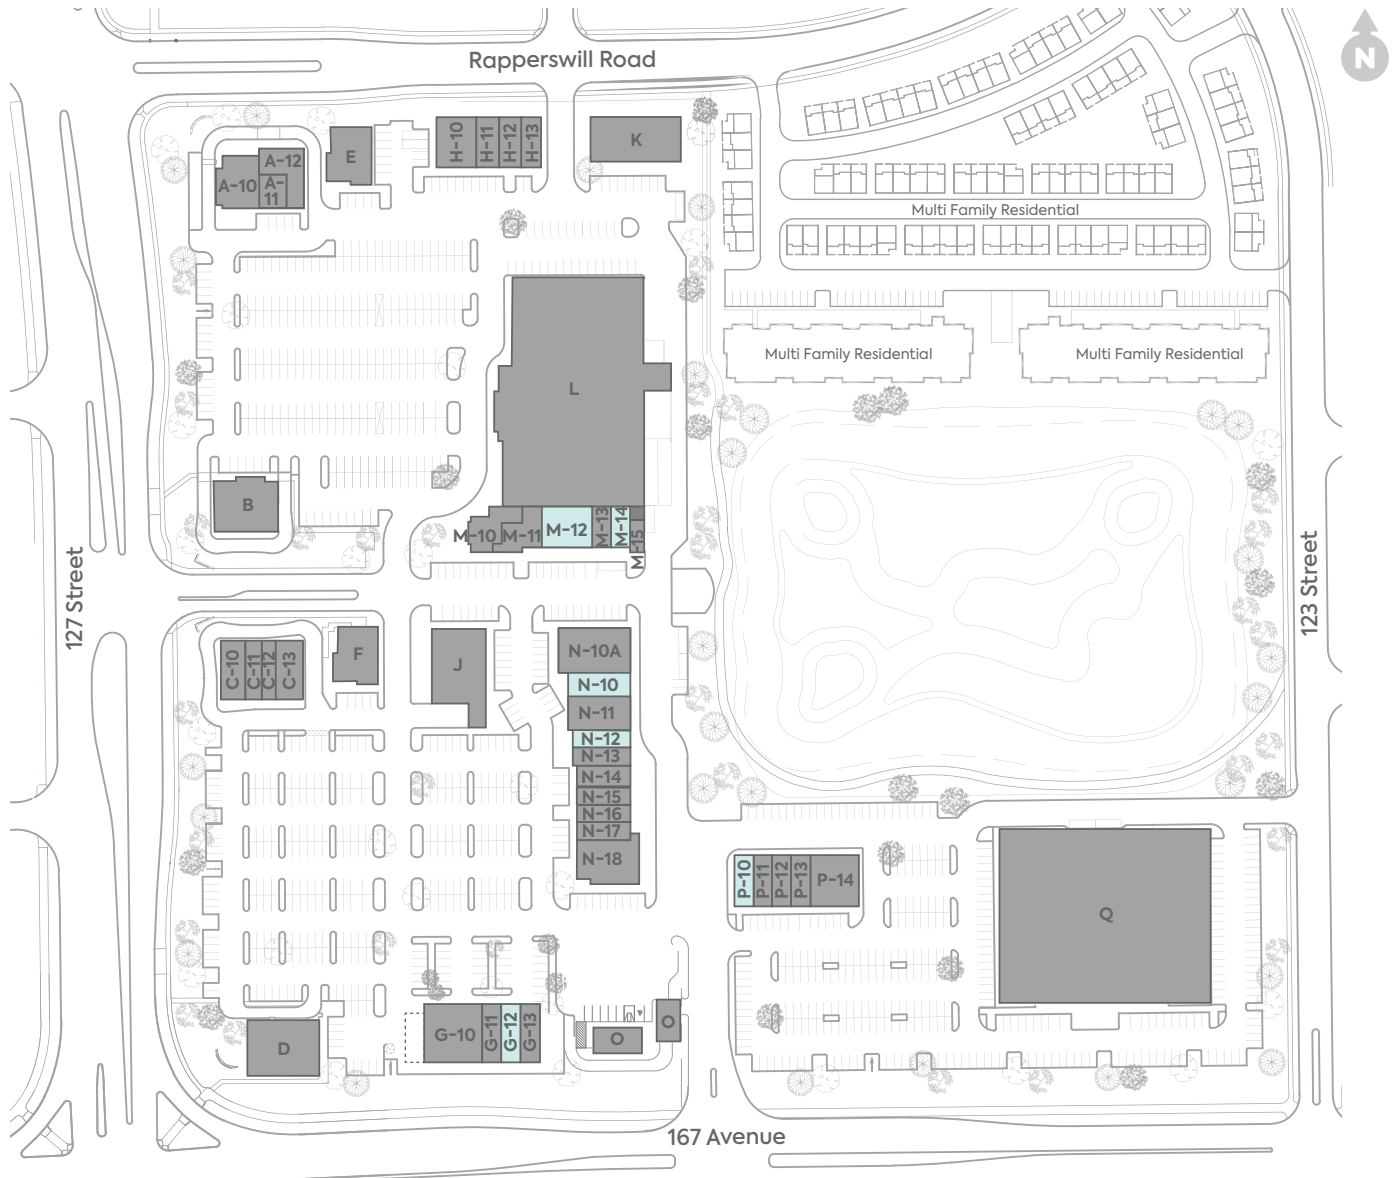 Rapperswill Road
N
H-10
H-11
H-12
H-13
K
E
A-12
A-10
A-
11
Multi Family Residential
Multi Family Residential
Multi Family Residential
L
B
M-10
M-11
M-12
M-13
M-14
M-15
127 Street
123 Street
C-10
C-11
C-12
C-13
F
J
N-10A
N-10
N-11
N-12
N-13
N-14
N-15
N-16
N-17
N-18
P-10
P-11
P-12
P-13
P-14
Q
D
G-10
G-11
G-12
G-13
O
O
167 Avenue